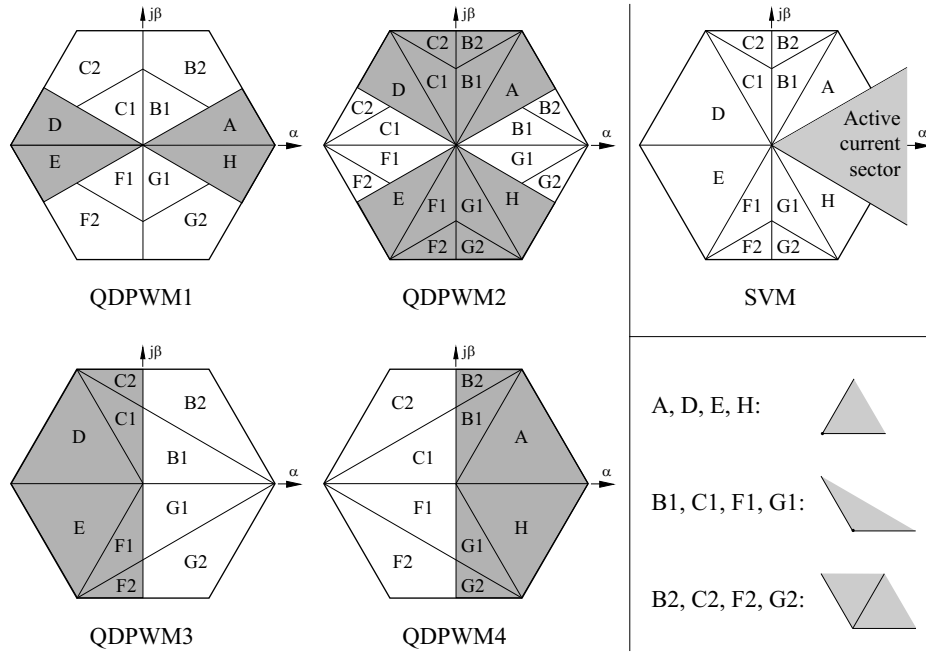 jβ
jβ
jβ
C2
B2
C2
B2
C2
B2
C1
B1
C1
B1
C1
B1
D
A
D
A
D
A
C2
B2
C1
B1
α
α
Active
current
sector
α
E
H
F1
G1
E
H
F1
G1
F2
G2
E
H
F1
G1
F1
G1
F2
G2
F2
G2
F2
G2
QDPWM1
QDPWM2
SVM
jβ
jβ
C2
B2
C2
B2
C1
B1
D
B1
C1
A
α
α
E
G1
F1
H
F1
G1
F2
G2
F2
G2
QDPWM3
QDPWM4
A, D, E, H:
B1, C1, F1, G1:
B2, C2, F2, G2: